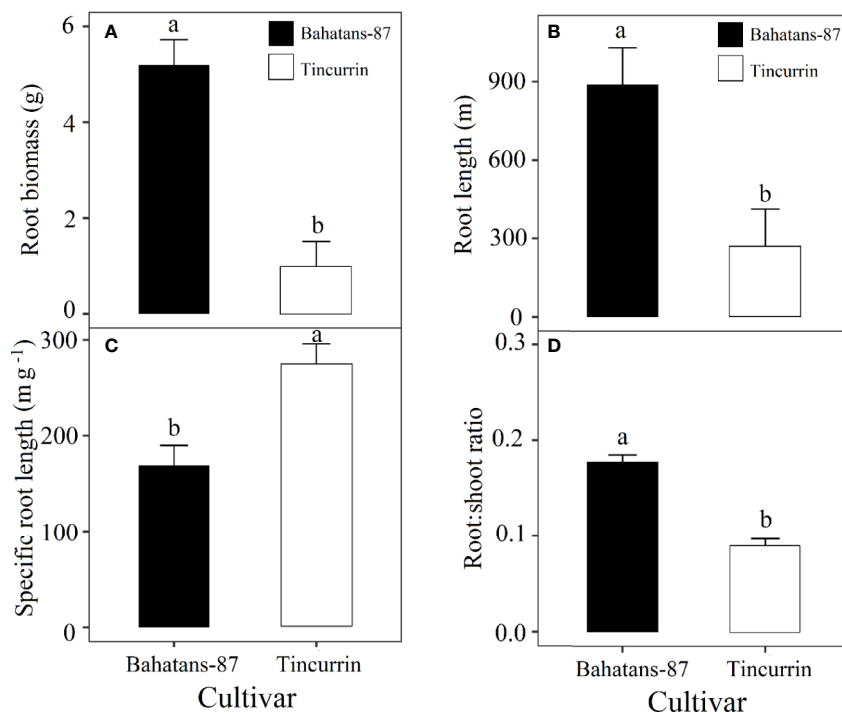 A
a
Bahatans-87
Tincurrin
b
6
4
2
0
Root biomass (g)
B
a
Bahatans-87
Tincurrin
b
900
600
300
0
Root length (m)
C
b
a
300
200
100
0
Specific root length (m g-1)
Bahatans-87
Tincurrin
Cultivar
D
a
b
0.3
0.2
0.1
0.0
Root:shoot ratio
Bahatans-87
Tincurrin
Cultivar